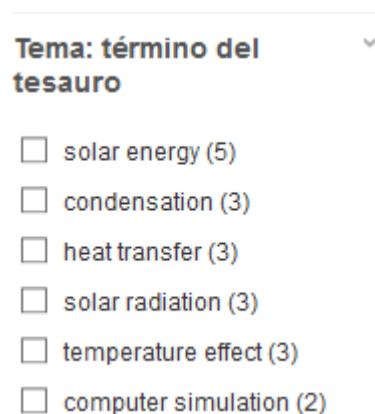 Tema: término del
tesauro
solar energy (5)
condensation (3)
heat transfer (3)
solar radiation (3)
temperature effect (3)
computer simulation (2)